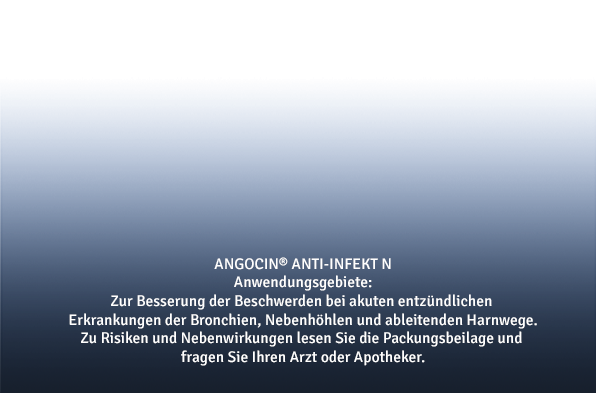 ANGOCIN® ANTI-INFEKT N
Anwendungsgebiete:
Zur Besserung der Beschwerden bei akuten entzündlichen
Erkrankungen der Bronchien, Nebenhöhlen und ableitenden Harnwege.
Zu Risiken und Nebenwirkungen lesen Sie die Packungsbeilage und
fragen Sie Ihren Arzt oder Apotheker.